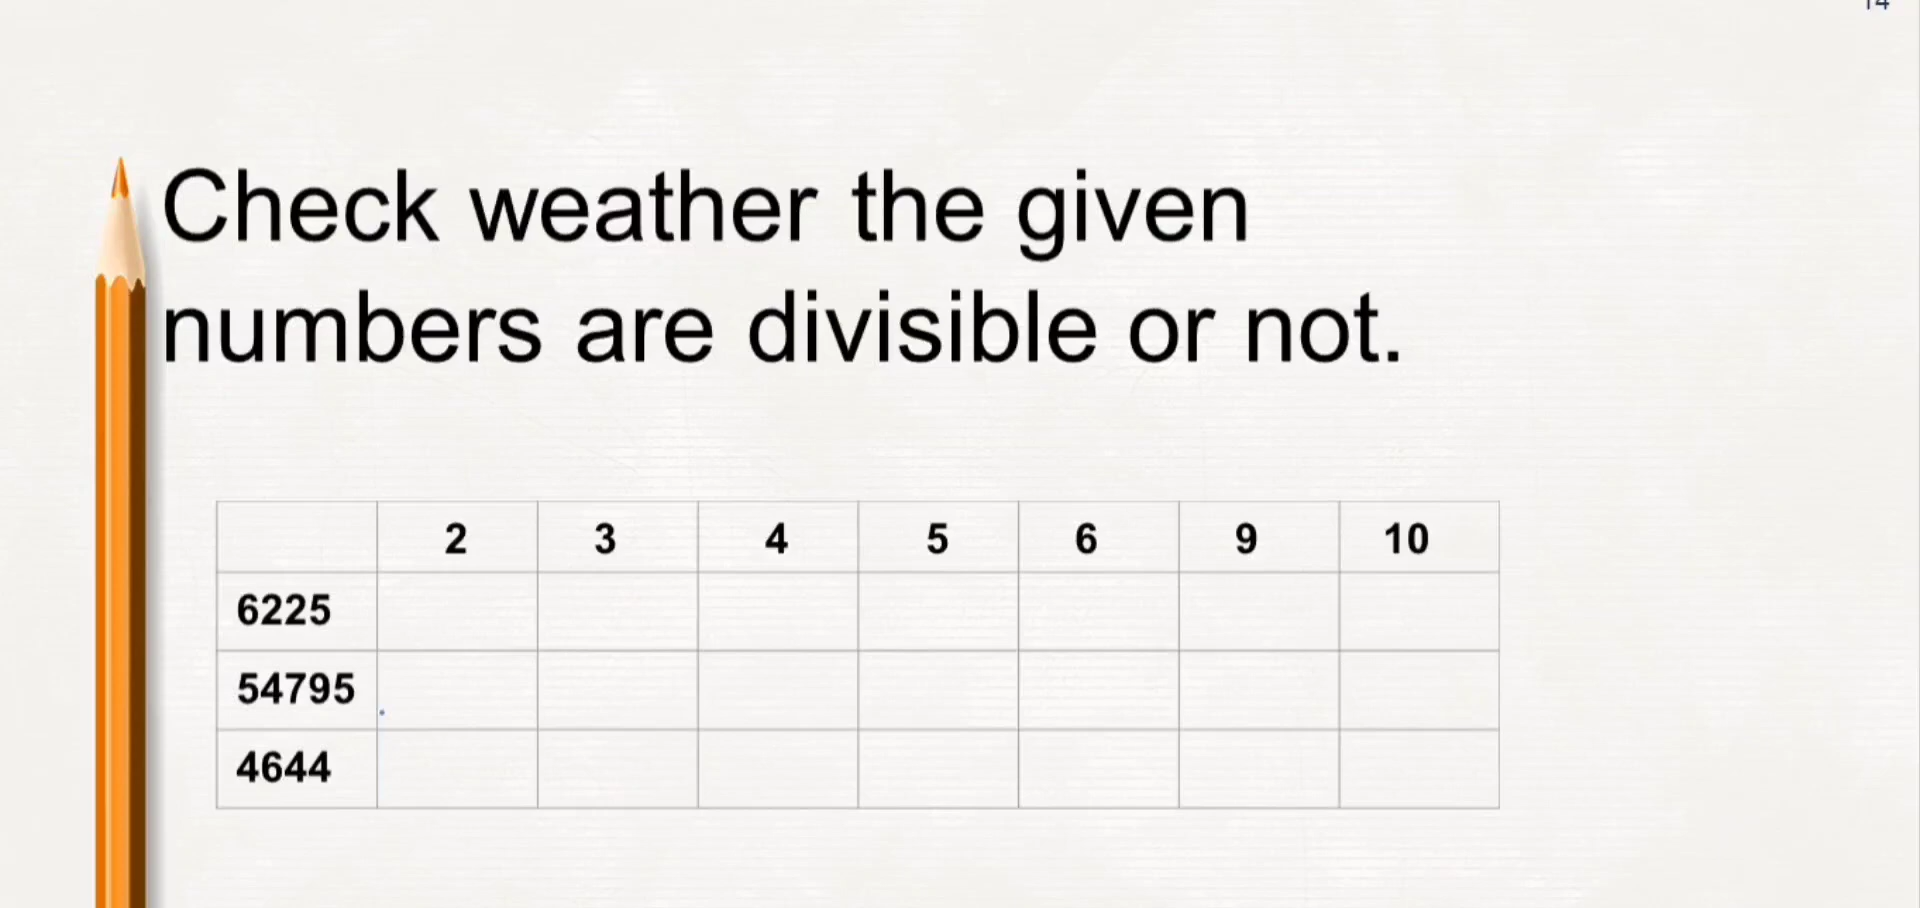 14
Check weather the given
numbers are divisible or not.
2 3 4 5 6 9 10
6225
54795
4644